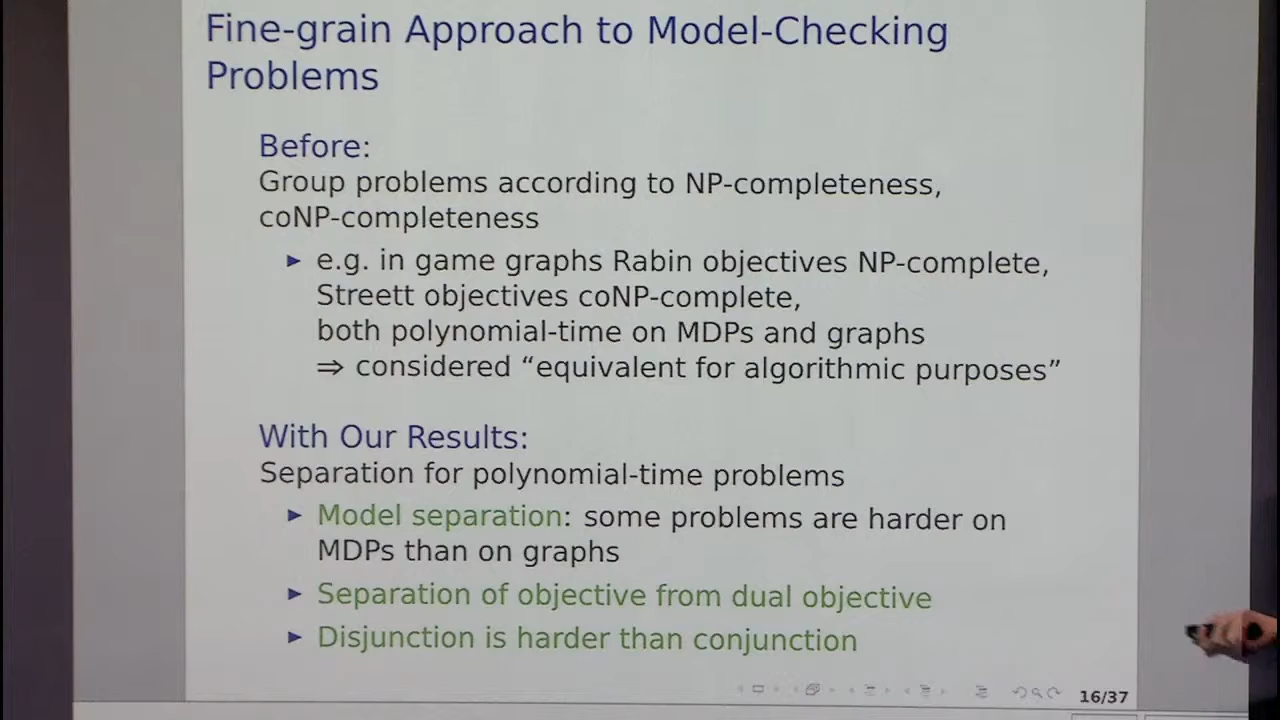 Fine-grain Approach to Model-Checking
Problems
Before:
Group problems according to NP-completeness,
coNP-completeness
► e.g. in game graphs Rabin objectives NP-complete,
Streett objectives coNP-complete,
both polynomial-time on MDPs and graphs
⇒ considered “equivalent for algorithmic purposes”
With Our Results:
Separation for polynomial-time problems
► Model separation: some problems are harder on
MDPs than on graphs
► Separation of objective from dual objective
► Disjunction is harder than conjunction
16/37